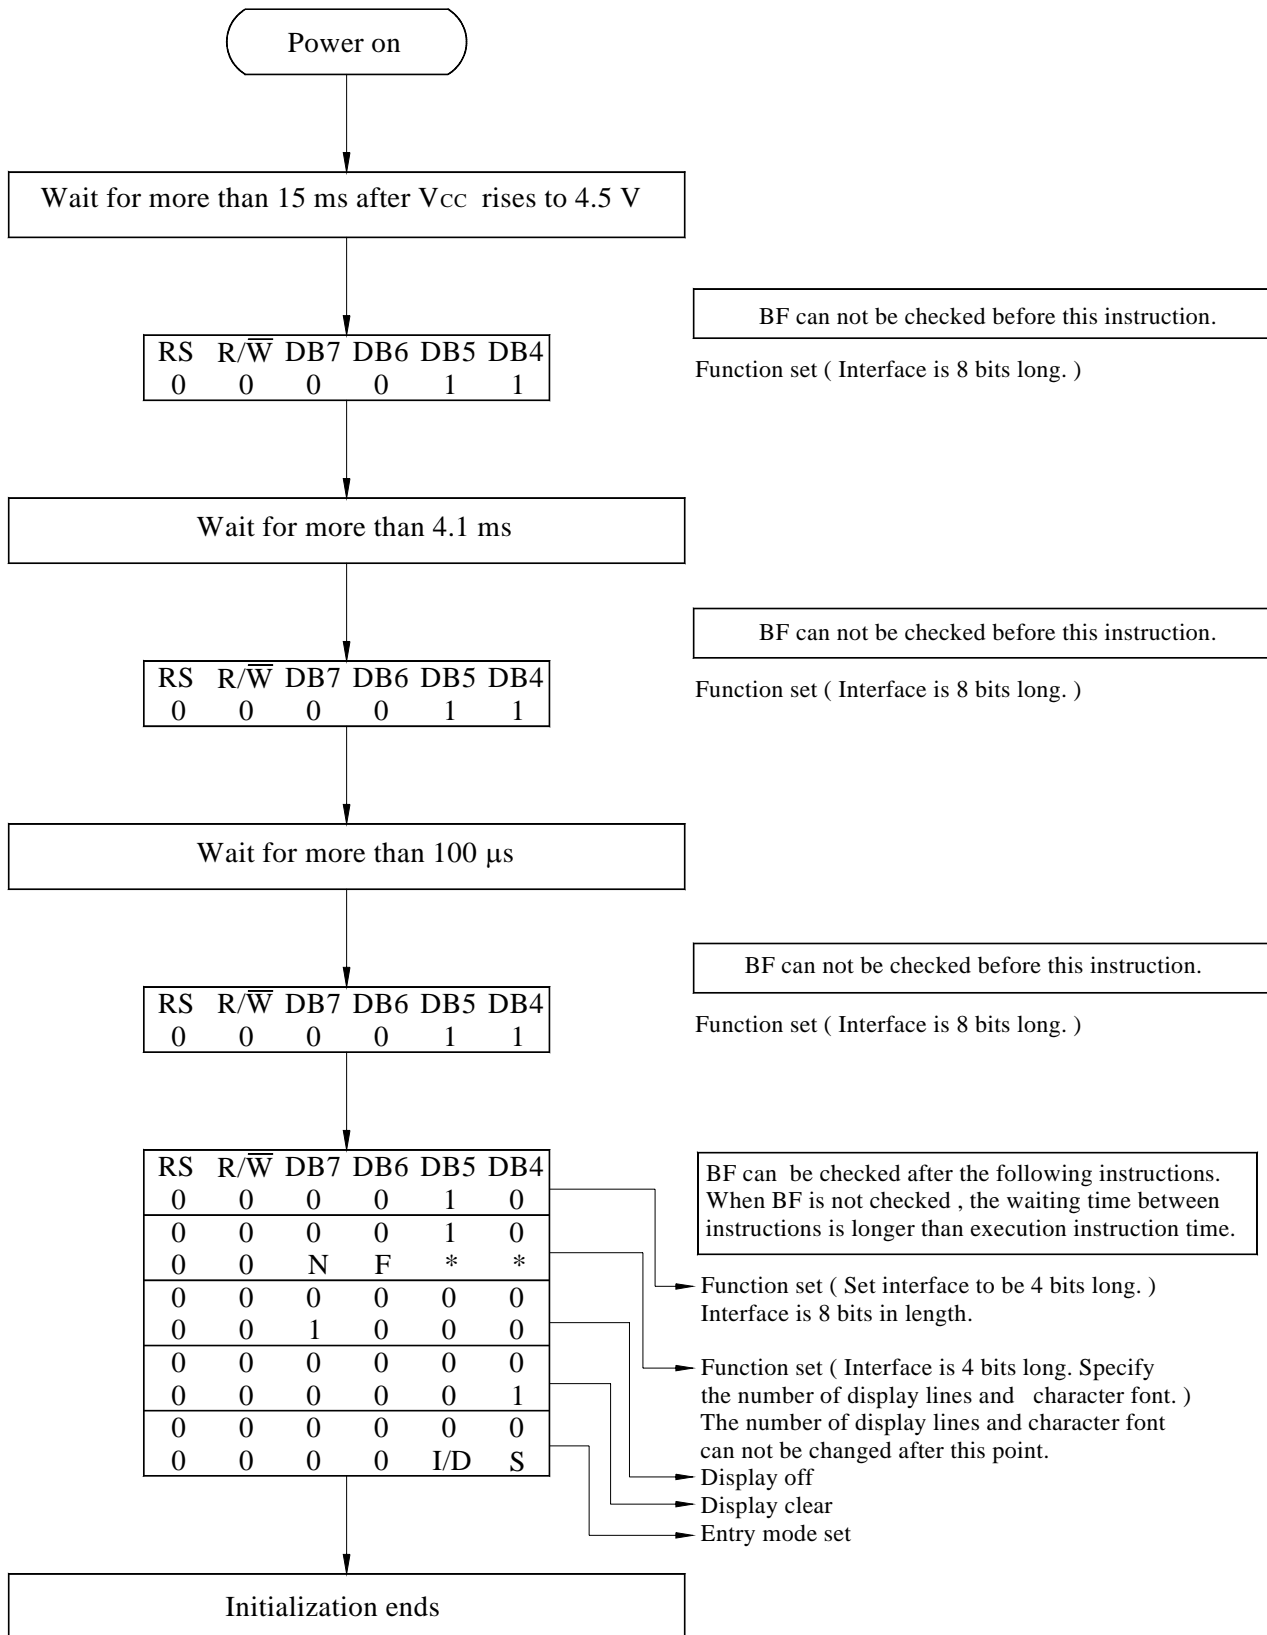 Power on
Wait for more than 15 ms after VCC rises to 4.5 V
BF can not be checked before this instruction.
RS R/W̅ DB7 DB6 DB5 DB4
0 0 0 0 1 1
Function set ( Interface is 8 bits long. )
Wait for more than 4.1 ms
BF can not be checked before this instruction.
RS R/W̅ DB7 DB6 DB5 DB4
0 0 0 0 1 1
Function set ( Interface is 8 bits long. )
Wait for more than 100 μs
BF can not be checked before this instruction.
RS R/W̅ DB7 DB6 DB5 DB4
0 0 0 0 1 1
Function set ( Interface is 8 bits long. )
RS R/W̅ DB7 DB6 DB5 DB4
0 0 0 0 1 0
0 0 0 0 1 0
0 0 N F * *
0 0 0 0 0 0
0 0 1 0 0 0
0 0 0 0 0 0
0 0 0 0 0 1
0 0 0 0 0 0
0 0 0 0 I/D S
BF can be checked after the following instructions.
When BF is not checked , the waiting time between
instructions is longer than execution instruction time.
Function set ( Set interface to be 4 bits long. )
Interface is 8 bits in length.
Function set ( Interface is 4 bits long. Specify
the number of display lines and character font. )
The number of display lines and character font
can not be changed after this point.
Display off
Display clear
Entry mode set
Initialization ends